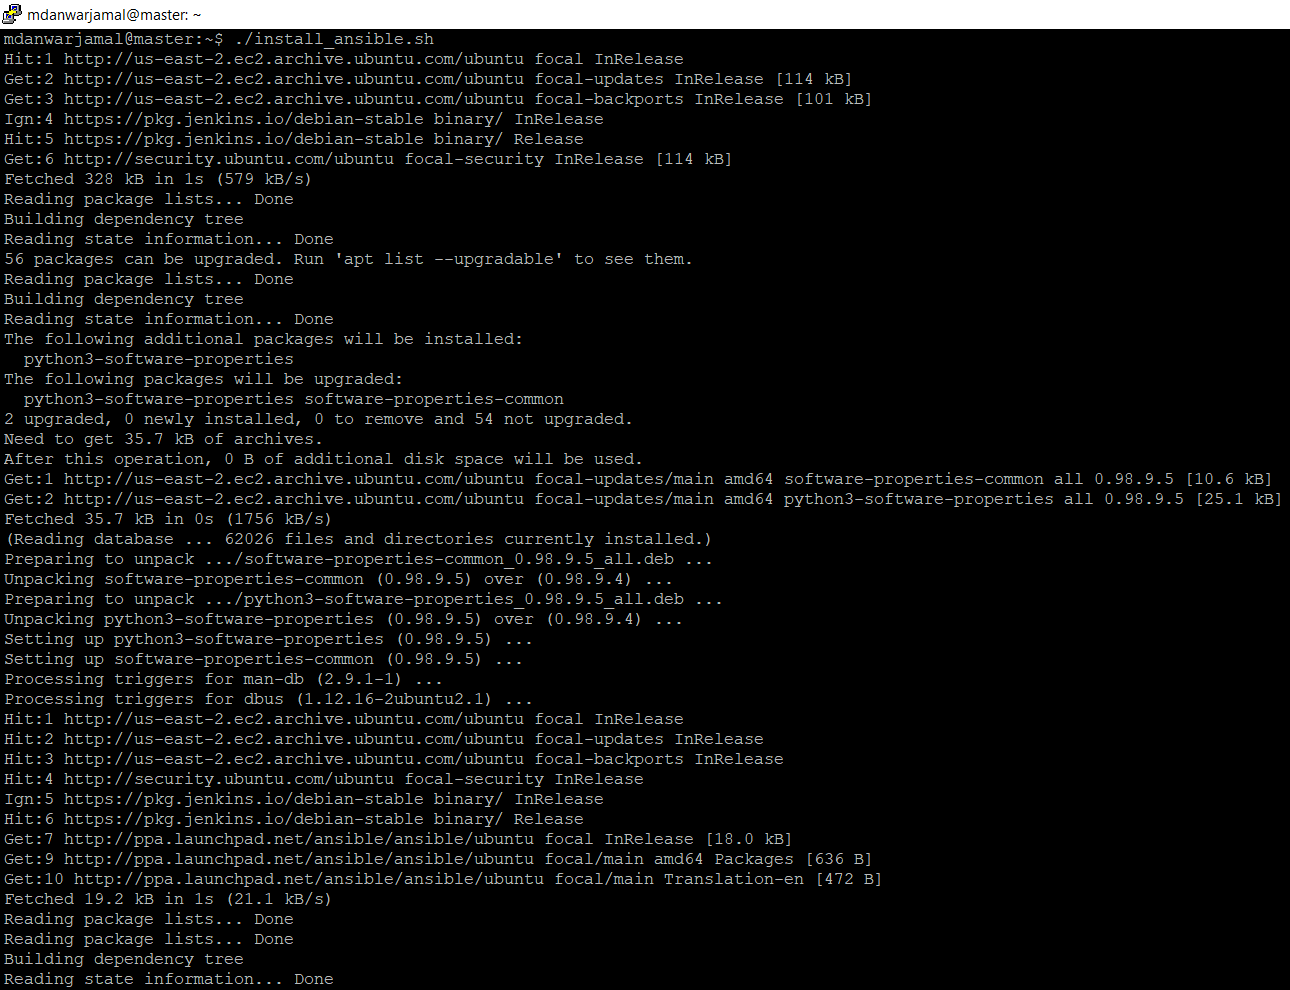 mdanwarjamal@master: ~
mdanwarjamal@master:~$ ./install_ansible.sh
Hit:1 http://us-east-2.ec2.archive.ubuntu.com/ubuntu focal InRelease
Get:2 http://us-east-2.ec2.archive.ubuntu.com/ubuntu focal-updates InRelease [114 kB]
Get:3 http://us-east-2.ec2.archive.ubuntu.com/ubuntu focal-backports InRelease [101 kB]
Ign:4 https://pkg.jenkins.io/debian-stable binary/ InRelease
Hit:5 https://pkg.jenkins.io/debian-stable binary/ Release
Get:6 http://security.ubuntu.com/ubuntu focal-security InRelease [114 kB]
Fetched 328 kB in 1s (579 kB/s)
Reading package lists... Done
Building dependency tree
Reading state information... Done
56 packages can be upgraded. Run 'apt list --upgradable' to see them.
Reading package lists... Done
Building dependency tree
Reading state information... Done
The following additional packages will be installed:
  python3-software-properties
The following packages will be upgraded:
  python3-software-properties software-properties-common
2 upgraded, 0 newly installed, 0 to remove and 54 not upgraded.
Need to get 35.7 kB of archives.
After this operation, 0 B of additional disk space will be used.
Get:1 http://us-east-2.ec2.archive.ubuntu.com/ubuntu focal-updates/main amd64 software-properties-common all 0.98.9.5 [10.6 kB]
Get:2 http://us-east-2.ec2.archive.ubuntu.com/ubuntu focal-updates/main amd64 python3-software-properties all 0.98.9.5 [25.1 kB]
Fetched 35.7 kB in 0s (1756 kB/s)
(Reading database ... 62026 files and directories currently installed.)
Preparing to unpack .../software-properties-common_0.98.9.5_all.deb ...
Unpacking software-properties-common (0.98.9.5) over (0.98.9.4) ...
Preparing to unpack .../python3-software-properties_0.98.9.5_all.deb ...
Unpacking python3-software-properties (0.98.9.5) over (0.98.9.4) ...
Setting up python3-software-properties (0.98.9.5) ...
Setting up software-properties-common (0.98.9.5) ...
Processing triggers for man-db (2.9.1-1) ...
Processing triggers for dbus (1.12.16-2ubuntu2.1) ...
Hit:1 http://us-east-2.ec2.archive.ubuntu.com/ubuntu focal InRelease
Hit:2 http://us-east-2.ec2.archive.ubuntu.com/ubuntu focal-updates InRelease
Hit:3 http://us-east-2.ec2.archive.ubuntu.com/ubuntu focal-backports InRelease
Hit:4 http://security.ubuntu.com/ubuntu focal-security InRelease
Ign:5 https://pkg.jenkins.io/debian-stable binary/ InRelease
Hit:6 https://pkg.jenkins.io/debian-stable binary/ Release
Get:7 http://ppa.launchpad.net/ansible/ansible/ubuntu focal InRelease [18.0 kB]
Get:9 http://ppa.launchpad.net/ansible/ansible/ubuntu focal/main amd64 Packages [636 B]
Get:10 http://ppa.launchpad.net/ansible/ansible/ubuntu focal/main Translation-en [472 B]
Fetched 19.2 kB in 1s (21.1 kB/s)
Reading package lists... Done
Reading package lists... Done
Building dependency tree
Reading state information... Done